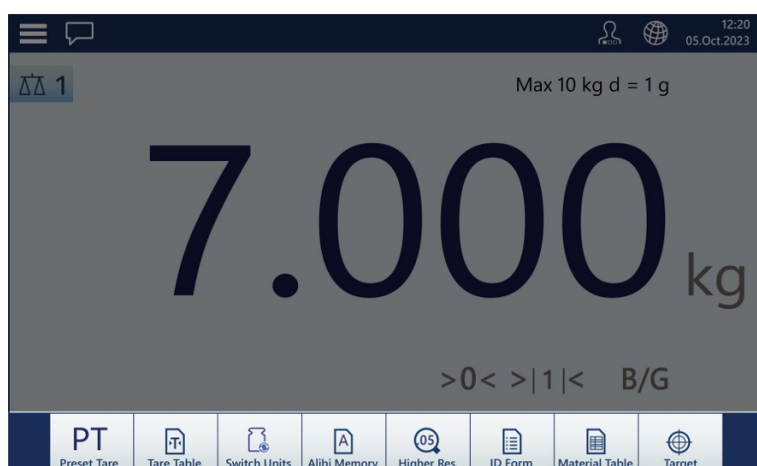 12:20
05.Oct.2023
1
Max 10 kg d = 1 g
7.000 kg
>0< >|1|< B/G
PT T A .05
Preset Tare Tare Table Switch Units Alibi Memory Higher Res. ID Form Material Table Target